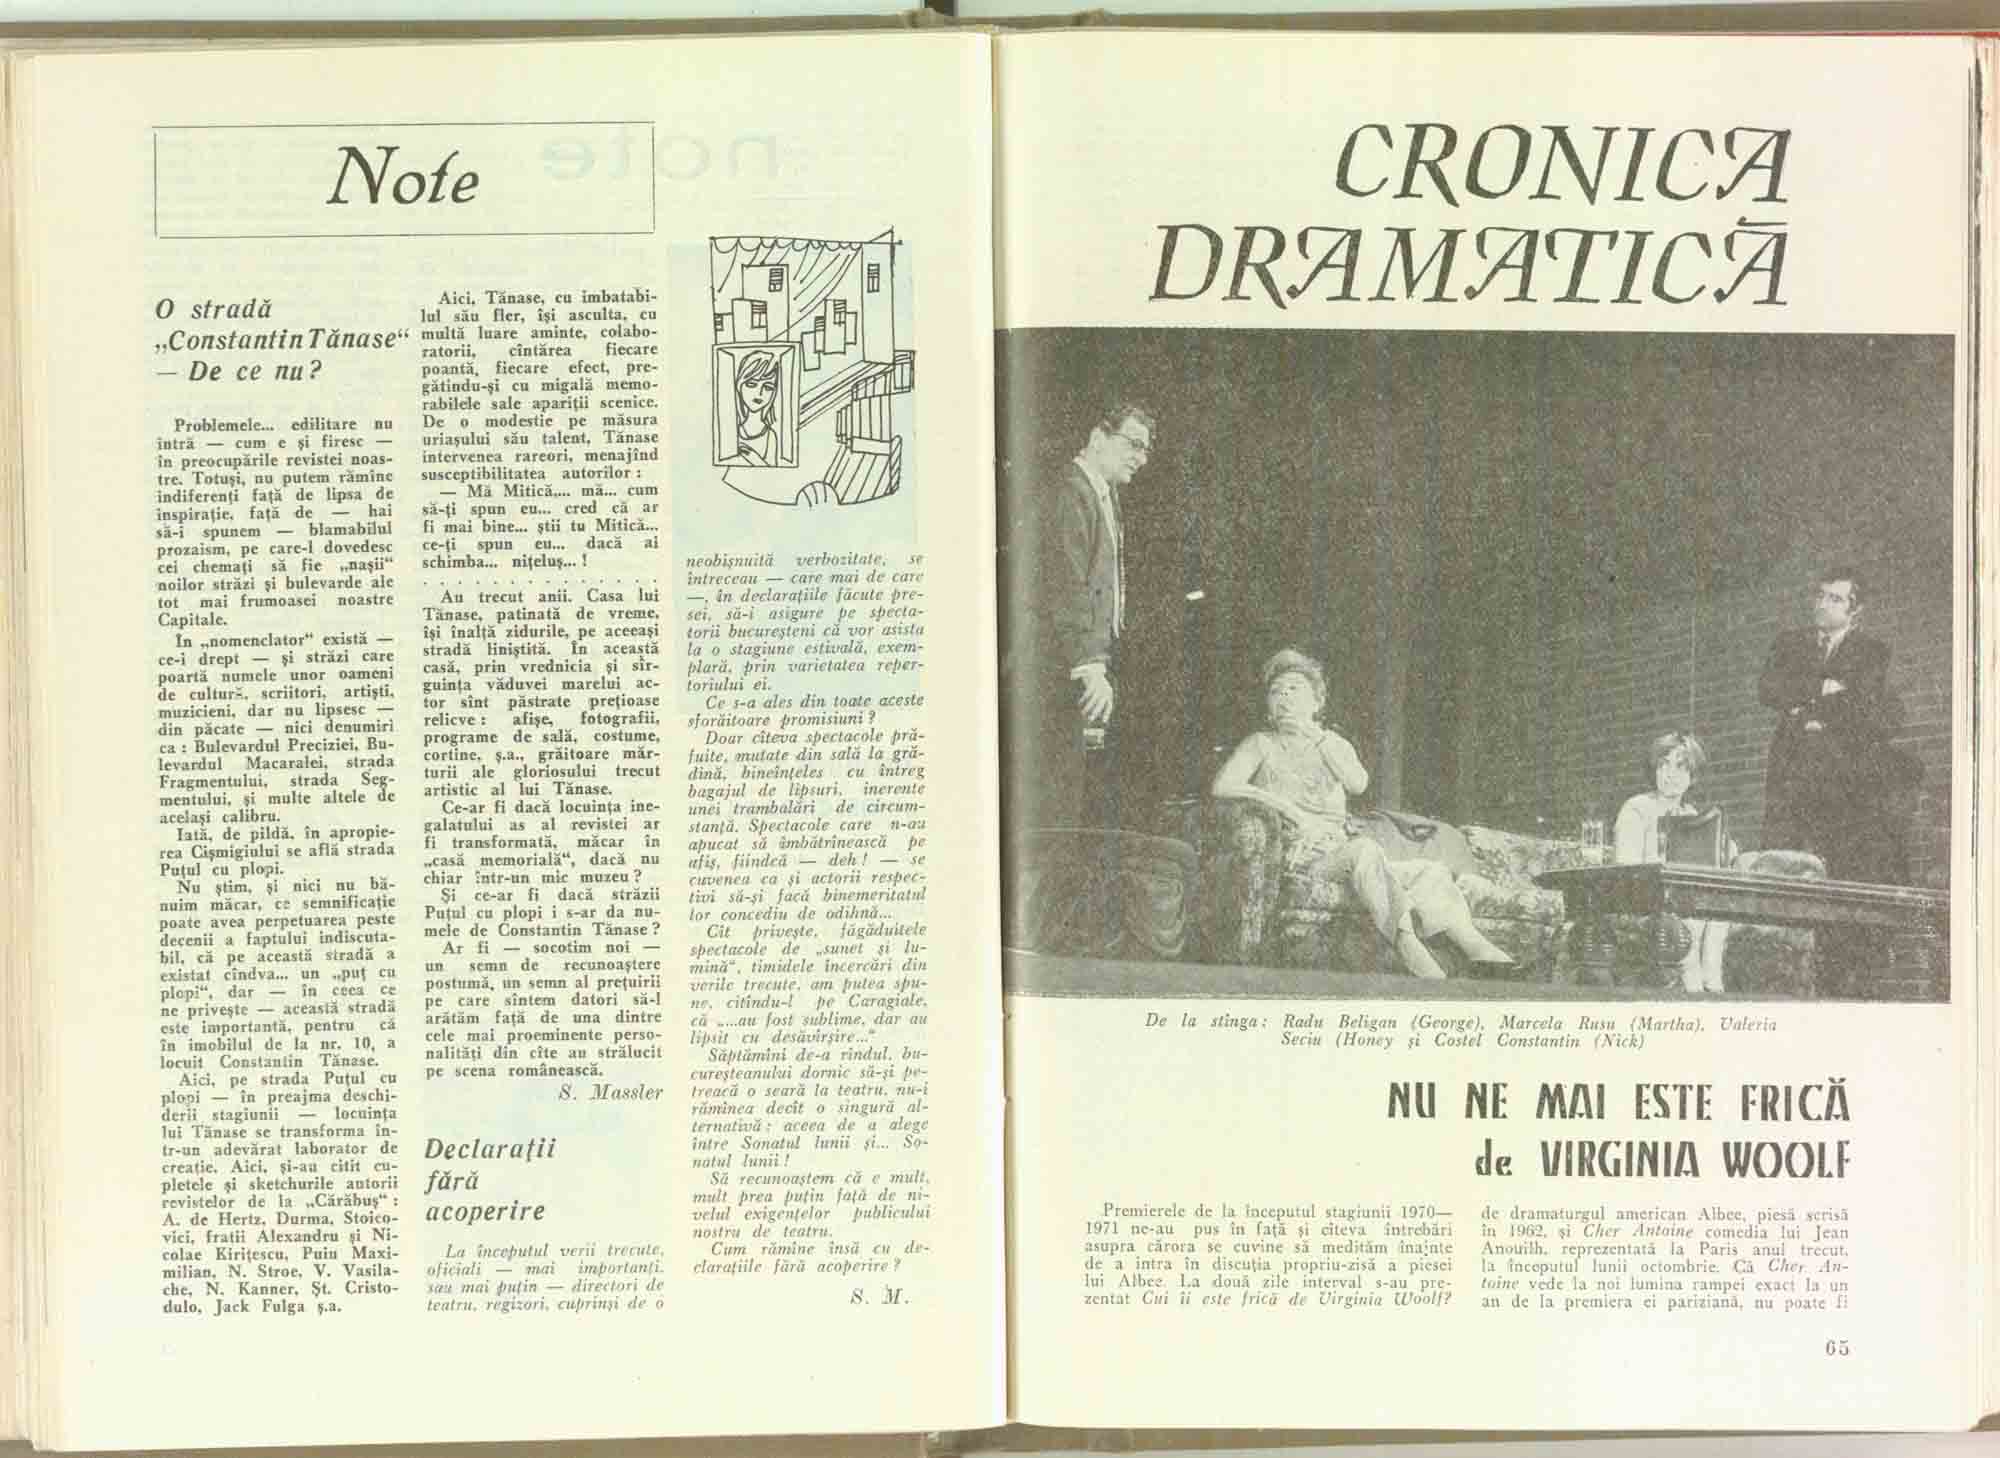 Note
O stradă
„Constantin Tănase“
— De ce nu?
Problemele... edilitare nu
intră — cum e și firesc —
în preocupările revistei noas-
tre. Totuși, nu putem rămîne
indiferenți față de lipsa de
inspirație, față de — hai
să-i spunem — blamabilul
prozaism, pe care-l dovedesc
cei chemați să fie „nașii“
noilor străzi și bulevarde ale
tot mai frumoasei noastre
Capitale.
In „nomenclator“ există —
ce-i drept — și străzi care
poartă numele unor oameni
de cultură, scriitori, artiști,
muzicieni, dar nu lipsesc —
din păcate — nici denumiri
ca : Bulevardul Preciziei, Bu-
levardul Macaralei, strada
Fragmentului, strada Seg-
mentului, și multe altele de
același calibru.
Iată, de pildă, în apropie-
rea Cișmigiului se află strada
Puțul cu plopi.
Nu știm, și nici nu bă-
nuim măcar, ce semnificație
poate avea perpetuarea peste
decenii a faptului indiscuta-
bil, că pe această stradă a
existat cîndva... un „puț cu
plopi“, dar — în ceea ce
ne privește — această stradă
este importantă, pentru că
în imobilul de la nr. 10, a
locuit Constantin Tănase.
Aici, pe strada Puțul cu
plopi — în preajma deschi-
derii stagiunii — locuința
lui Tănase se transforma în-
tr-un adevărat laborator de
creație. Aici, și-au citit cu-
pletele și sketchurile autorii
revistelor de la „Cărăbuș“ :
A. de Hertz, Durma, Stoico-
vici, frații Alexandru și Ni-
colae Kirițescu, Puiu Maxi-
milian, N. Stroe, V. Vasila-
che, N. Kanner, Șt. Cristo-
dulo, Jack Fulga ș.a.
Aici, Tănase, cu imbatabi-
lul său fler, își asculta, cu
multă luare aminte, colabo-
ratorii, cîntărea fiecare
poantă, fiecare efect, pre-
gătindu-și cu migală memo-
rabilele sale apariții scenice.
De o modestie pe măsura
uriașului său talent, Tănase
intervenea rareori, menajînd
susceptibilitatea autorilor :
— Mă Mitică,... mă... cum
să-ți spun eu... cred că ar
fi mai bine... știi tu Mitică...
ce-ți spun eu... dacă ai
schimba... nițeluș... !
. . . . . . . . . . . . . .
Au trecut anii. Casa lui
Tănase, patinată de vreme,
își înalță zidurile, pe aceeași
stradă liniștită. În această
casă, prin vrednicia și sîr-
guința văduvei marelui ac-
tor sînt păstrate prețioase
relicve : afișe, fotografii,
programe de sală, costume,
cortine, ș.a., grăitoare măr-
turii ale gloriosului trecut
artistic al lui Tănase.
Ce-ar fi dacă locuința ine-
galatului as al revistei ar
fi transformată, măcar în
„casă memorială“, dacă nu
chiar într-un mic muzeu ?
Și ce-ar fi dacă străzii
Puțul cu plopi i s-ar da nu-
mele de Constantin Tănase ?
Ar fi — socotim noi —
un semn de recunoaștere
postumă, un semn al prețuirii
pe care sîntem datori să-l
arătăm față de una dintre
cele mai proeminente perso-
nalități din cîte au strălucit
pe scena românească.
S. Massler
Declarații
fără
acoperire
La începutul verii trecute,
oficiali — mai importanți,
sau mai puțin — directori de
teatru, regizori, cuprinși de o
neobișnuită verbozitate, se
întreceau — care mai de care
—, în declarațiile făcute pre-
sei, să-i asigure pe specta-
torii bucureșteni că vor asista
la o stagiune estivală, exem-
plară, prin varietatea reper-
toriului ei.
Ce s-a ales din toate aceste
sforăitoare promisiuni ?
Doar cîteva spectacole pră-
fuite, mutate din sală la gră-
dină, bineînțeles cu întreg
bagajul de lipsuri, inerente
unei trambalări de circum-
stanță. Spectacole care n-au
apucat să îmbătrînească pe
afiș, fiindcă — deh ! — se
cuvenea ca și actorii respec-
tivi să-și facă binemeritatul
lor concediu de odihnă...
Cît privește, făgăduitele
spectacole de „sunet și lu-
mină“, timidele încercări din
verile trecute, am putea spu-
ne, citîndu-l pe Caragiale,
că „...au fost sublime, dar au
lipsit cu desăvîrșire...“
Săptămîni de-a rîndul, bu-
cureșteanului dornic să-și pe-
treacă o seară la teatru, nu-i
rămînea decît o singură al-
ternativă : aceea de a alege
între Sonatul lunii și... So-
natul lunii !
Să recunoaștem că e mult,
mult prea puțin față de ni-
velul exigențelor publicului
nostru de teatru.
Cum rămîne însă cu de-
clarațiile fără acoperire ?
S. M.
CRONICA
DRAMATICĂ
De la stînga : Radu Beligan (George), Marcela Rusu (Martha), Valeria
Seciu (Honey și Costel Constantin (Nick)
NU NE MAI ESTE FRICĂ
de VIRGINIA WOOLF
Premierele de la începutul stagiunii 1970—
1971 ne-au pus în față și cîteva întrebări
asupra cărora se cuvine să medităm înainte
de a intra în discuția propriu-zisă a piesei
lui Albee. La două zile interval s-au pre-
zentat Cui îi este frică de Virginia Woolf?
de dramaturgul american Albee, piesă scrisă
în 1962, și Cher Antoine comedia lui Jean
Anouilh, reprezentată la Paris anul trecut,
la începutul lunii octombrie. Că Cher An-
toine vede la noi lumina rampei exact la un
an de la premiera ei pariziană, nu poate fi
65